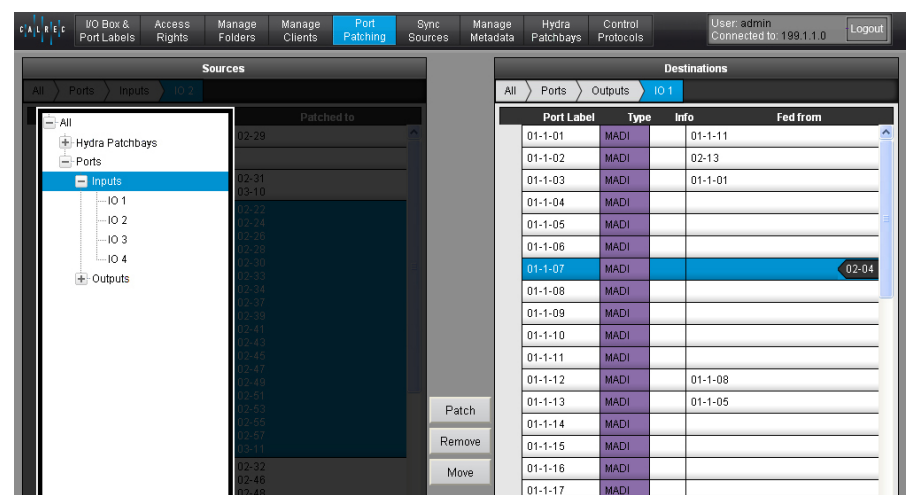 CALREC
I/O Box &
Port Labels
Access
Rights
Manage
Folders
Manage
Clients
Port
Patching
Sync
Sources
Manage
Metadata
Hydra
Patchbays
Control
Protocols
User: admin
Connected to: 199.1.1.0
Logout
Sources
All Ports Inputs IO 2
Patched to
All
Hydra Patchbays
Ports
Inputs
IO 1
IO 2
IO 3
IO 4
Outputs
02-29
02-31
03-10
02-22
02-24
02-26
02-28
02-30
02-33
02-34
02-37
02-39
02-41
02-43
02-45
02-47
02-49
02-51
02-53
02-55
02-57
03-11
02-32
02-46
02-49
Patch
Remove
Move
Destinations
All Ports Outputs IO 1
Port Label Type Info Fed from
01-1-01 MADI 01-1-11
01-1-02 MADI 02-13
01-1-03 MADI 01-1-01
01-1-04 MADI
01-1-05 MADI
01-1-06 MADI
01-1-07 MADI 02-04
01-1-08 MADI
01-1-09 MADI
01-1-10 MADI
01-1-11 MADI
01-1-12 MADI 01-1-08
01-1-13 MADI 01-1-05
01-1-14 MADI
01-1-15 MADI
01-1-16 MADI
01-1-17 MADI